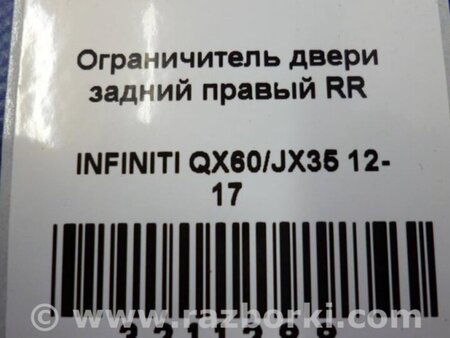 Ограничитель двери
задний правый RR
INFINITI QX60/JX35 12-
17
© www.razborki.com